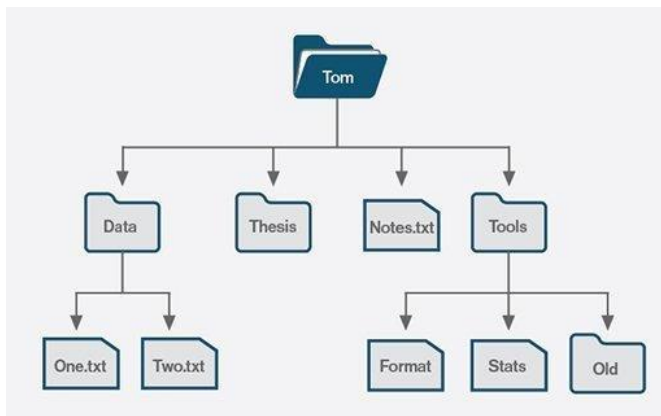 Tom
Data
Thesis
Notes.txt
Tools
One.txt
Two.txt
Format
Stats
Old